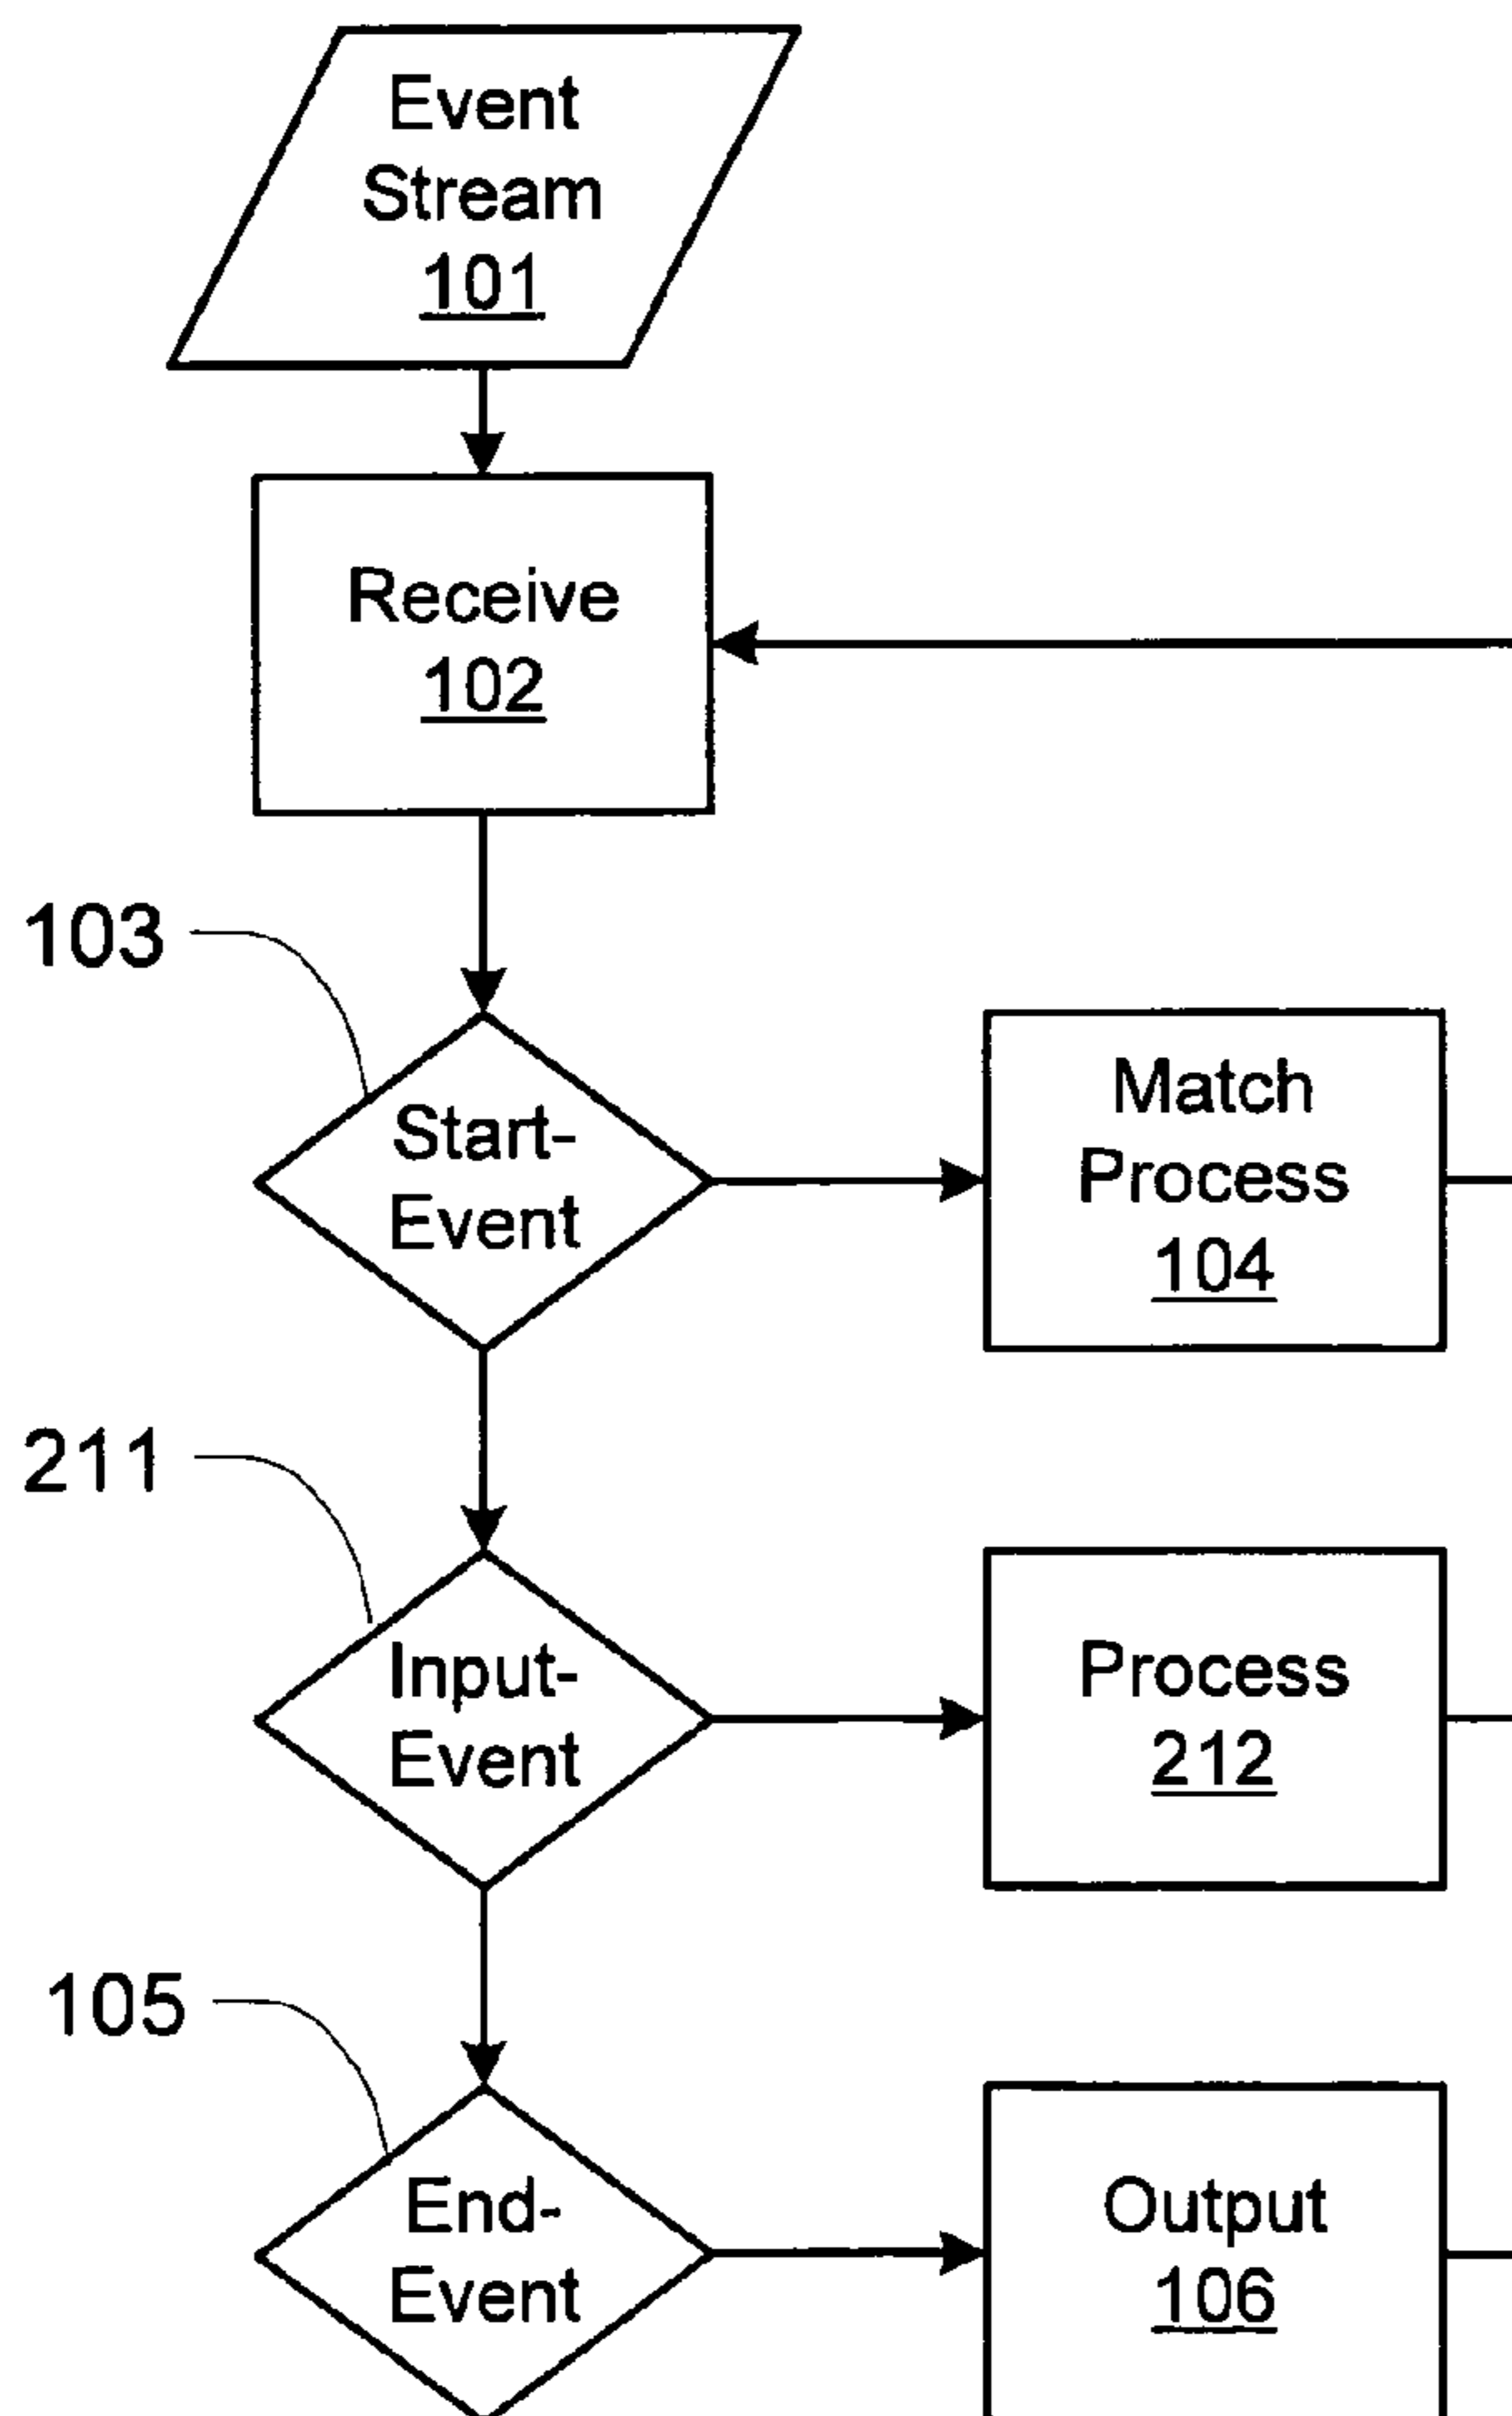 Event
Stream
101
Receive
102
103
Start-
Event
Match
Process
104
211
Input-
Event
Process
212
105
End-
Event
Output
106